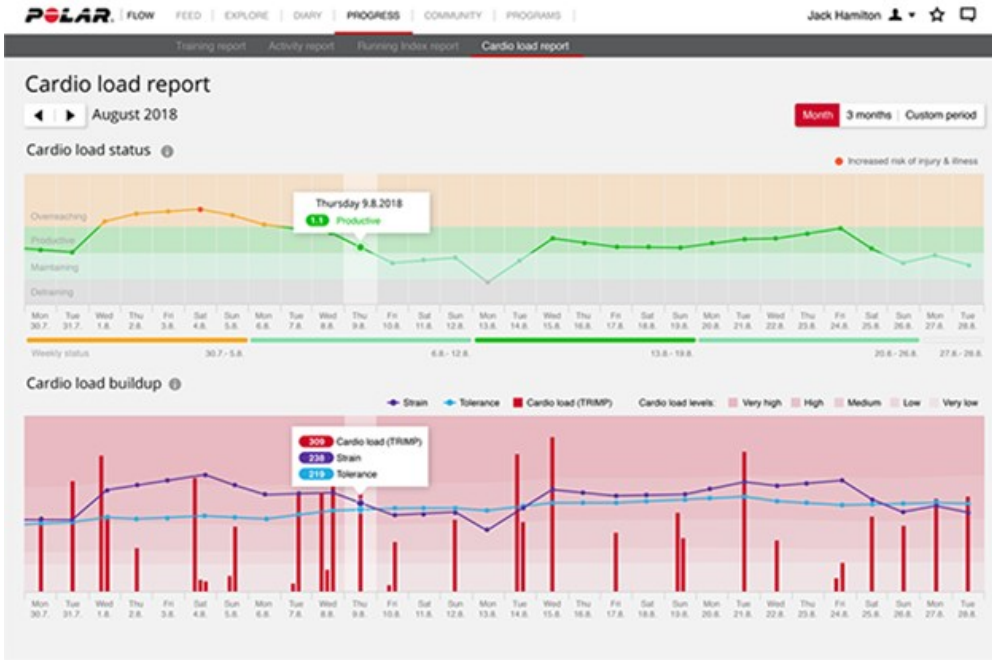 POLAR. FLOW FEED EXPLORE DIARY PROGRESS COMMUNITY PROGRAMS Jack Hamilton
Training report Activity report Running Index report Cardio load report
Cardio load report
August 2018
Month 3 months Custom period
Cardio load status
Increased risk of injury & illness
Thursday 9.8.2018
1.1 Productive
Overreaching
Productive
Maintaining
Detraining
Mon Tue Wed Thu Fri Sat Sun Mon Tue Wed Thu Fri Sat Sun Mon Tue Wed Thu Fri Sat Sun Mon Tue Wed Thu Fri Sat Sun Mon Tue
30.7. 31.7. 1.8. 2.8. 3.8. 4.8. 5.8. 6.8. 7.8. 8.8. 9.8. 10.8. 11.8. 12.8. 13.8. 14.8. 15.8. 16.8. 17.8. 18.8. 19.8. 20.8. 21.8. 22.8. 23.8. 24.8. 25.8. 26.8. 27.8. 28.8.
Weekly status 30.7.- 5.8. 6.8.- 12.8. 13.8.- 19.8. 20.8.- 26.8. 27.8.- 28.8.
Cardio load buildup
Strain Tolerance Cardio load (TRIMP) Cardio load levels: Very high High Medium Low Very low
309 Cardio load (TRIMP)
238 Strain
219 Tolerance
Mon Tue Wed Thu Fri Sat Sun Mon Tue Wed Thu Fri Sat Sun Mon Tue Wed Thu Fri Sat Sun Mon Tue Wed Thu Fri Sat Sun Mon Tue
30.7. 31.7. 1.8. 2.8. 3.8. 4.8. 5.8. 6.8. 7.8. 8.8. 9.8. 10.8. 11.8. 12.8. 13.8. 14.8. 15.8. 16.8. 17.8. 18.8. 19.8. 20.8. 21.8. 22.8. 23.8. 24.8. 25.8. 26.8. 27.8. 28.8.